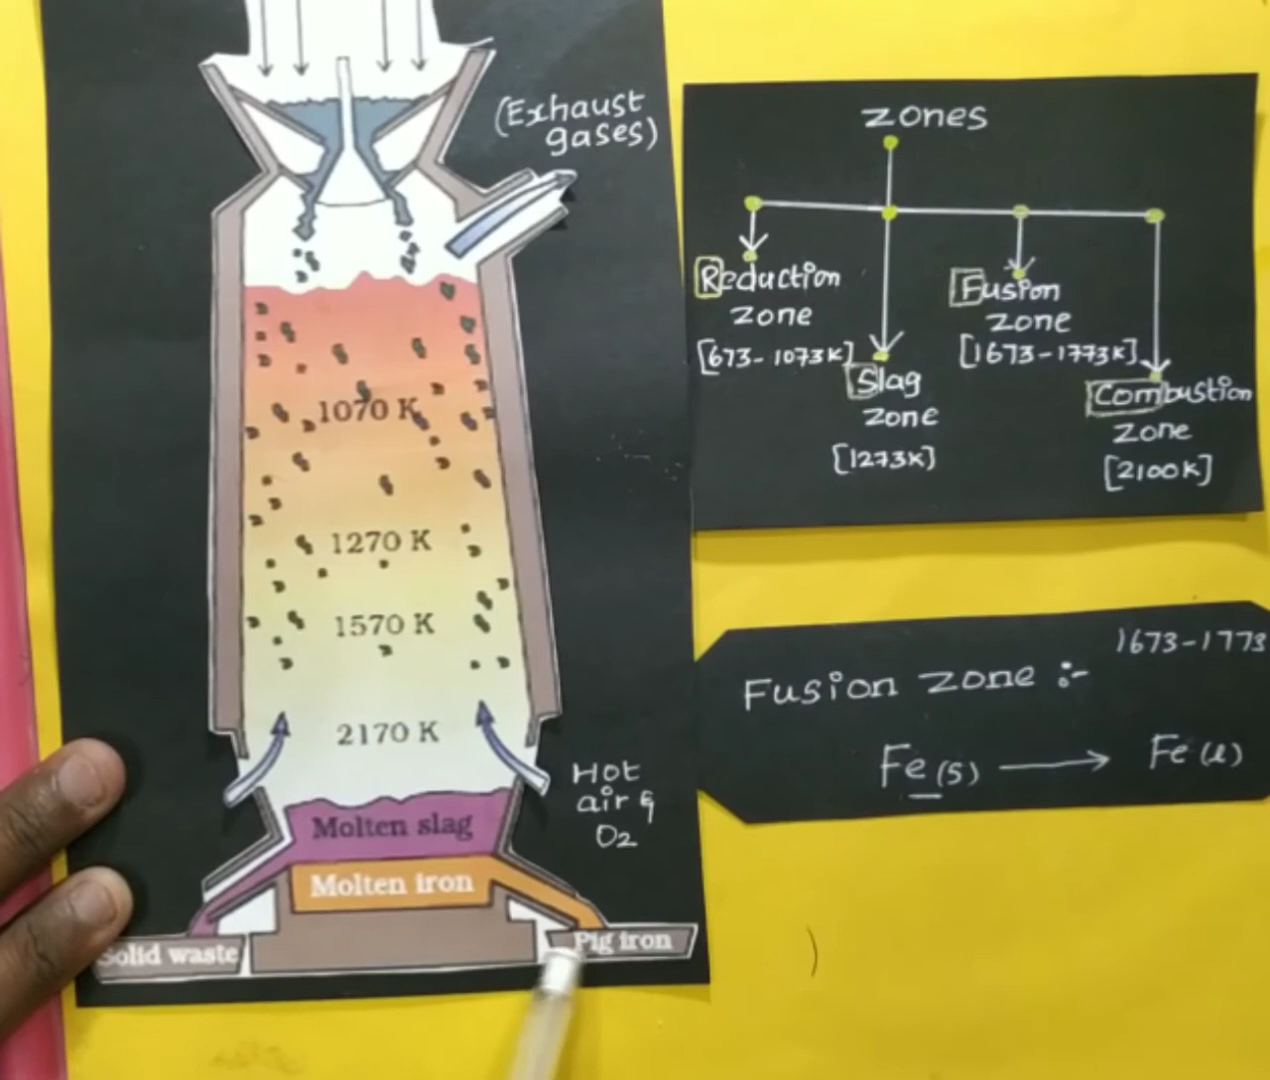 (Exhaust
gases)
1070 K
1270 K
1570 K
2170 K
Hot
air &
O2
Molten slag
Molten iron
Solid waste
Pig iron
zones
Reduction
zone
[673-1073K]
Slag
zone
[1273K]
Fusion
zone
[1673-1773K]
Combustion
zone
[2100K]
1673-1773
Fusion zone :-
Fe (s) ⟶ Fe (l)